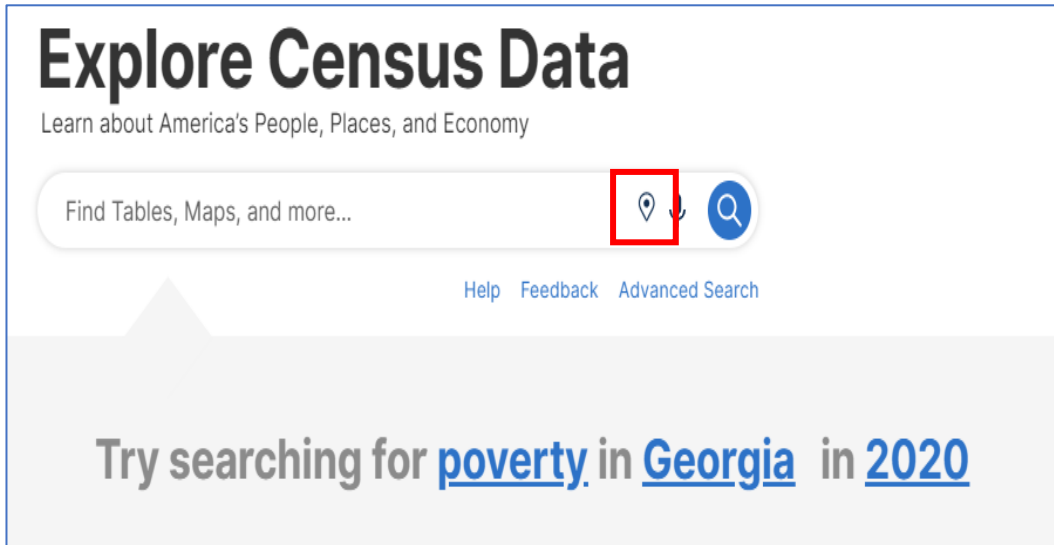 Explore Census Data
Learn about America's People, Places, and Economy
Find Tables, Maps, and more...
Help Feedback Advanced Search
Try searching for poverty in Georgia in 2020